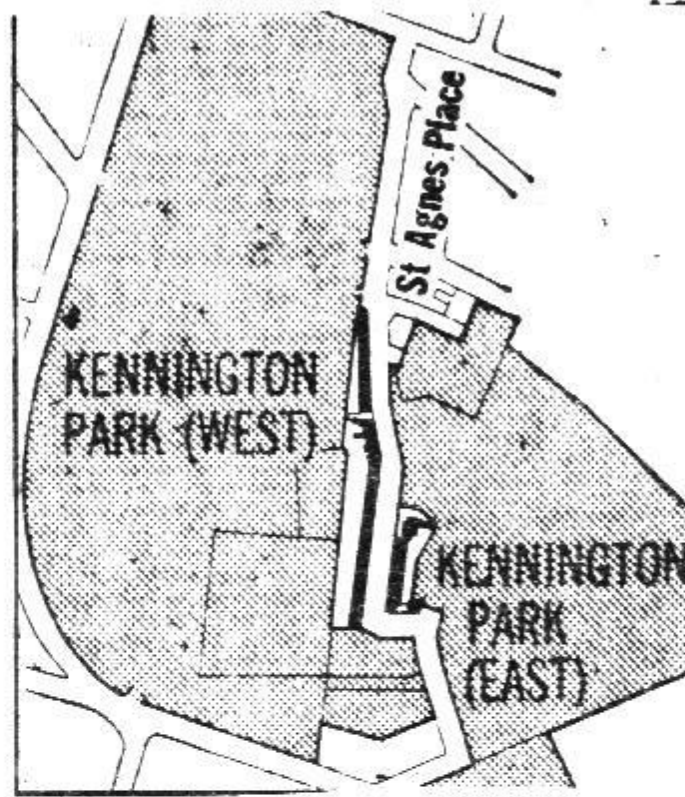 St Agnes Place
KENNINGTON
PARK (WEST)
KENNINGTON
PARK
(EAST)